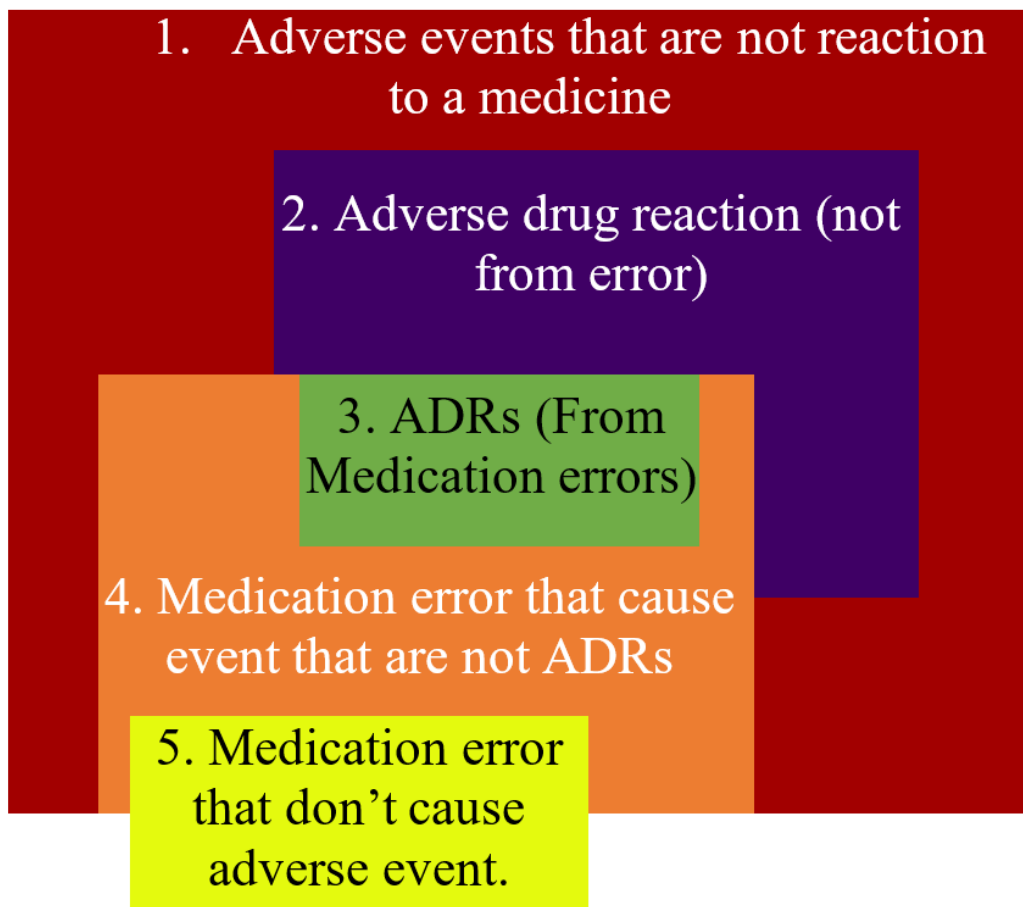 1. Adverse events that are not reaction
to a medicine
2. Adverse drug reaction (not
from error)
3. ADRs (From
Medication errors)
4. Medication error that cause
event that are not ADRs
5. Medication error
that don’t cause
adverse event.